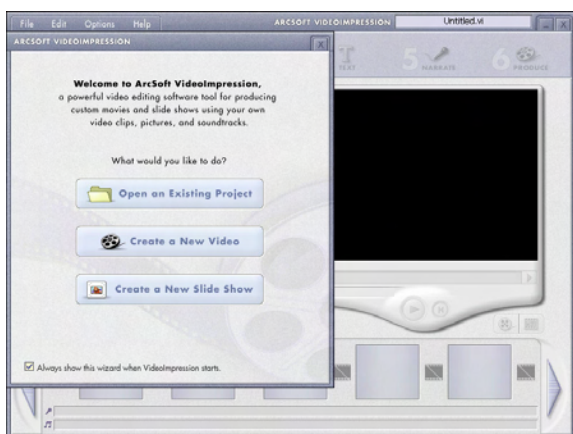 File Edit Options Help ARCSOFT VIDEOIMPRESSION Untitled.vi
ARCSOFT VIDEOIMPRESSION X
T TEXT 5 NARRATE 6 PRODUCE
Welcome to ArcSoft VideoImpression,
a powerful video editing software tool for producing
custom movies and slide shows using your own
video clips, pictures, and soundtracks.
What would you like to do?
Open an Existing Project
Create a New Video
Create a New Slide Show
Always show this wizard when VideoImpression starts.